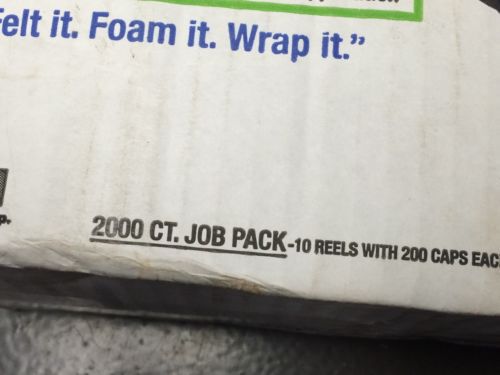 Felt it. Foam it. Wrap it.”
p.
2000 CT. JOB PACK-10 REELS WITH 200 CAPS EAC